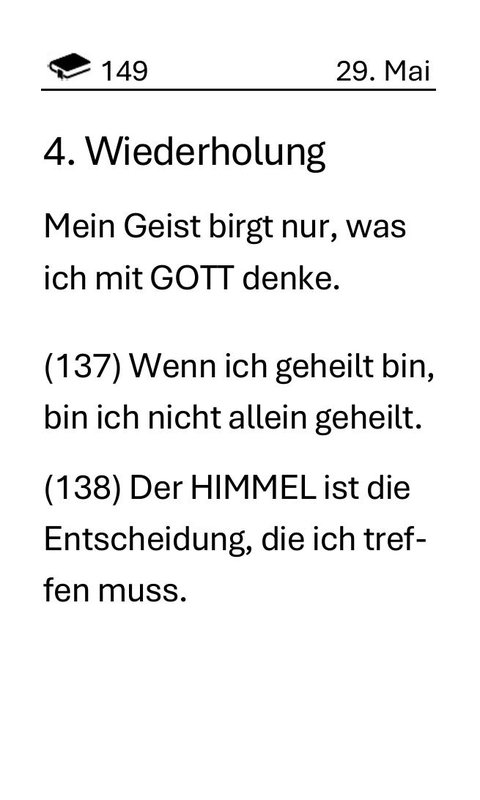 149 29. Mai
4. Wiederholung
Mein Geist birgt nur, was
ich mit GOTT denke.
(137) Wenn ich geheilt bin,
bin ich nicht allein geheilt.
(138) Der HIMMEL ist die
Entscheidung, die ich tref-
fen muss.